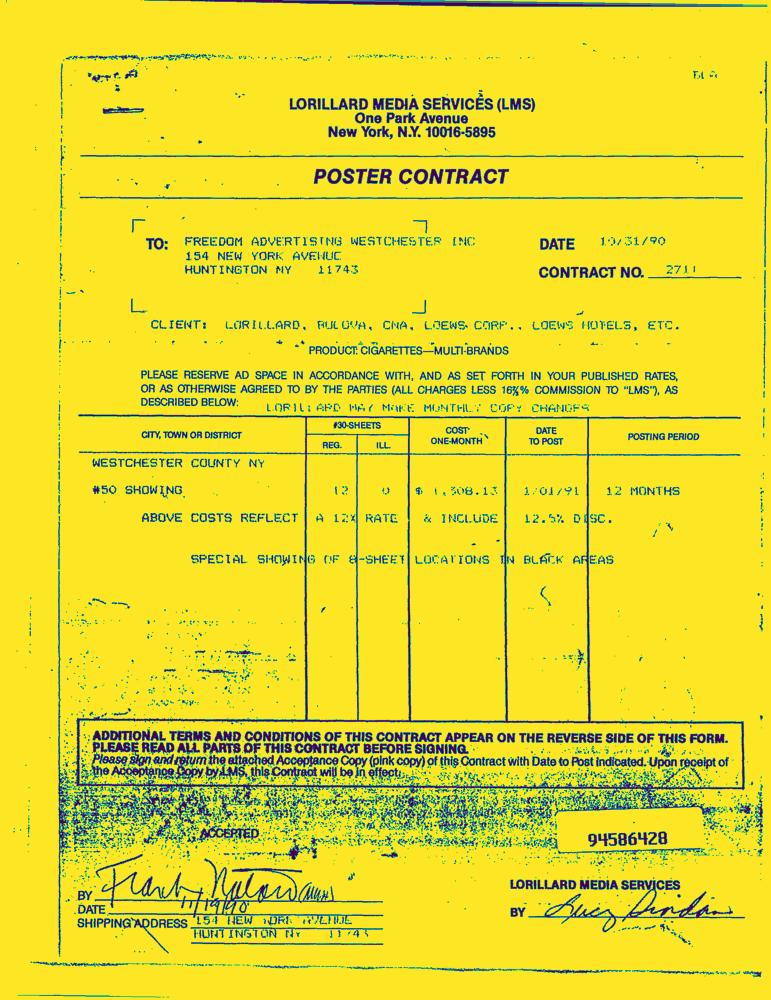 LORILLARD MEDIA SERVICES (LMS)
One Park Avenue
New York, N.Y. 10016-5895
POSTER CONTRACT
TO: FREEDOM ADVERTISING WESTCHESTER INC
154 NEW YORK AVENUE
HUNTINGTON NY 11743
DATE 10/31/90
CONTRACT NO. 2711
CLIENT: LORILLARD, BULOVA, CNA, LOEWS CORP., LOEWS HOTELS, ETC.
PRODUCT: CIGARETTES—MULTI-BRANDS
PLEASE RESERVE AD SPACE IN ACCORDANCE WITH, AND AS SET FORTH IN YOUR PUBLISHED RATES,
OR AS OTHERWISE AGREED TO BY THE PARTIES (ALL CHARGES LESS 16⅔% COMMISSION TO "LMS"), AS
DESCRIBED BELOW: LORILLARD MAY MAKE MONTHLY COPY CHANGES
CITY, TOWN OR DISTRICT #30-SHEETS REG. ILL. COST ONE-MONTH DATE TO POST POSTING PERIOD
WESTCHESTER COUNTY NY
#50 SHOWING 12 0 $ 1,308.13 1/01/91 12 MONTHS
ABOVE COSTS REFLECT A 12X RATE & INCLUDE 12.5% DISC.
SPECIAL SHOWING OF 8-SHEET LOCATIONS IN BLACK AREAS
ADDITIONAL TERMS AND CONDITIONS OF THIS CONTRACT APPEAR ON THE REVERSE SIDE OF THIS FORM.
PLEASE READ ALL PARTS OF THIS CONTRACT BEFORE SIGNING.
Please sign and return the attached Acceptance Copy (pink copy) of this Contract with Date to Post indicated. Upon receipt of
the Acceptance Copy by LMS, this Contract will be in effect.
ACCEPTED
94586428
LORILLARD MEDIA SERVICES
BY Frank
DATE 11/19/90
BY
SHIPPING ADDRESS 154 NEW YORK AVENUE
HUNTINGTON NY 11743